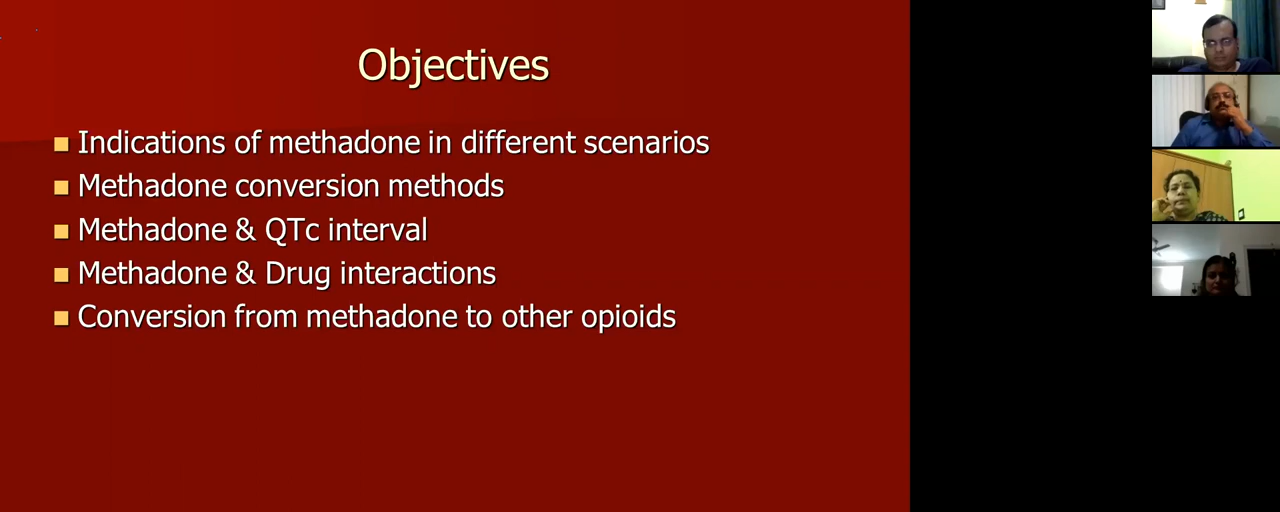 Objectives
Indications of methadone in different scenarios
Methadone conversion methods
Methadone & QTc interval
Methadone & Drug interactions
Conversion from methadone to other opioids